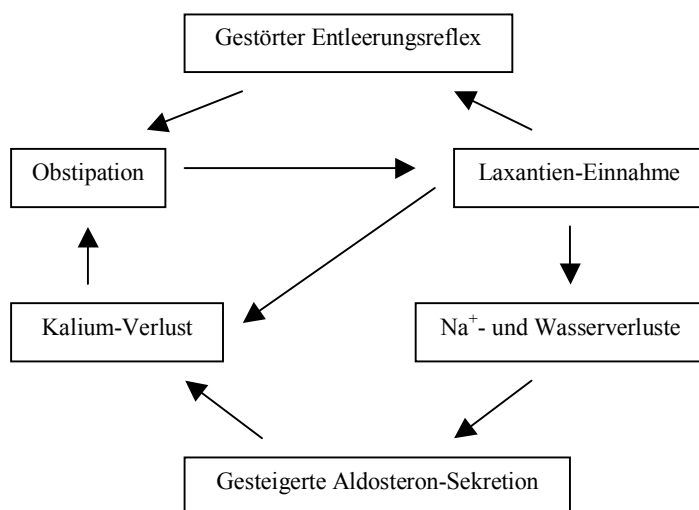 Gestörter Entleerungsreflex
Obstipation
Laxantien-Einnahme
Kalium-Verlust
Na⁺- und Wasserverluste
Gesteigerte Aldosteron-Sekretion